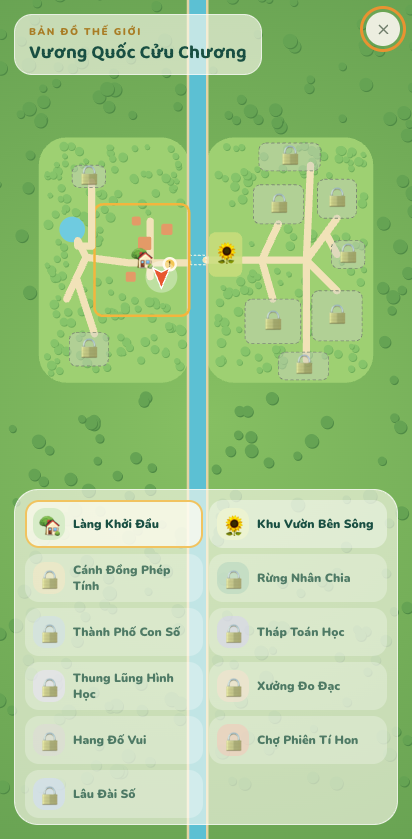 BẢN ĐỒ THẾ GIỚI
Vương Quốc Cửu Chương
Làng Khởi Đầu
Khu Vườn Bên Sông
Cánh Đồng Phép
Tính
Rừng Nhân Chia
Thành Phố Con Số
Tháp Toán Học
Thung Lũng Hình
Học
Xưởng Đo Đạc
Hang Đố Vui
Chợ Phiên Tí Hon
Lâu Đài Số